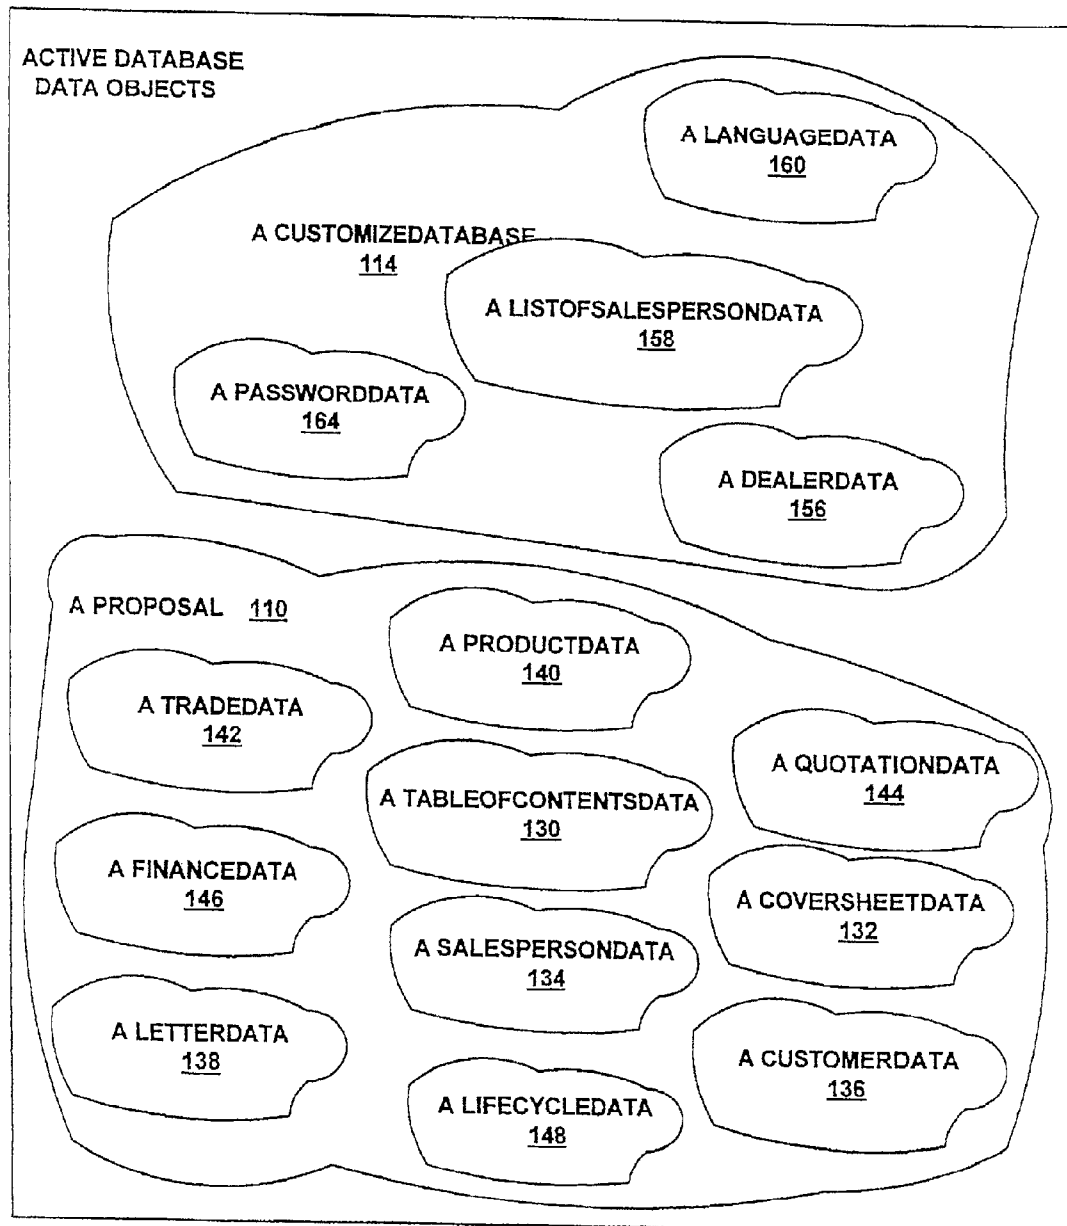 ACTIVE DATABASE
DATA OBJECTS
A LANGUAGEDATA
160
A CUSTOMIZEDATABASE
114
A LISTOFSALESPERSONDATA
158
A PASSWORDDATA
164
A DEALERDATA
156
A PROPOSAL 110
A PRODUCTDATA
140
A TRADEDATA
142
A QUOTATIONDATA
144
A TABLEOFCONTENTSDATA
130
A FINANCEDATA
146
A COVERSHEETDATA
132
A SALESPERSONDATA
134
A LETTERDATA
138
A CUSTOMERDATA
136
A LIFECYCLEDATA
148